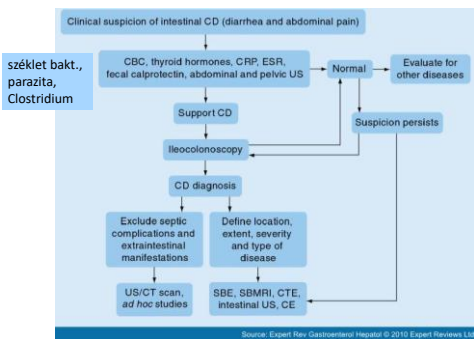 Clinical suspicion of intestinal CD (diarrhea and abdominal pain)
széklet bakt.,
parazita,
Clostridium
CBC, thyroid hormones, CRP, ESR,
fecal calprotectin, abdominal and pelvic US
Normal
Evaluate for
other diseases
Support CD
Suspicion persists
Ileocolonoscopy
CD diagnosis
Exclude septic
complications and
extraintestinal
manifestations
Define location,
extent, severity
and type of
disease
US/CT scan,
ad hoc studies
SBE, SBMRI, CTE,
intestinal US, CE
Source: Expert Rev Gastroenterol Hepatol © 2010 Expert Reviews Ltd